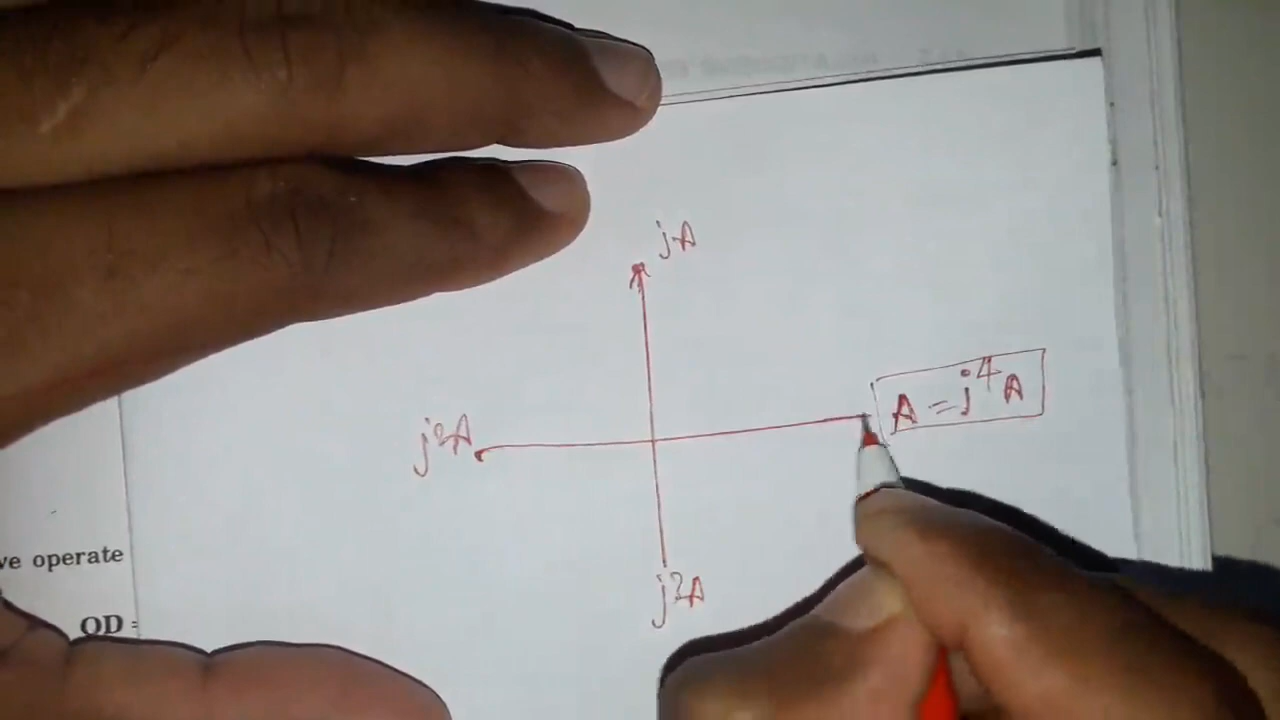 jA
A = j⁴A
j²A
ve operate
j³A
OD =